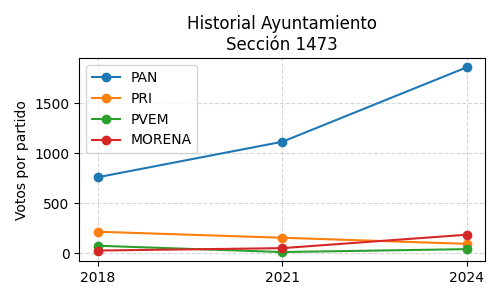 Historial Ayuntamiento
Sección 1473
Votos por partido
1500
1000
500
0
PAN
PRI
PVEM
MORENA
2018
2021
2024